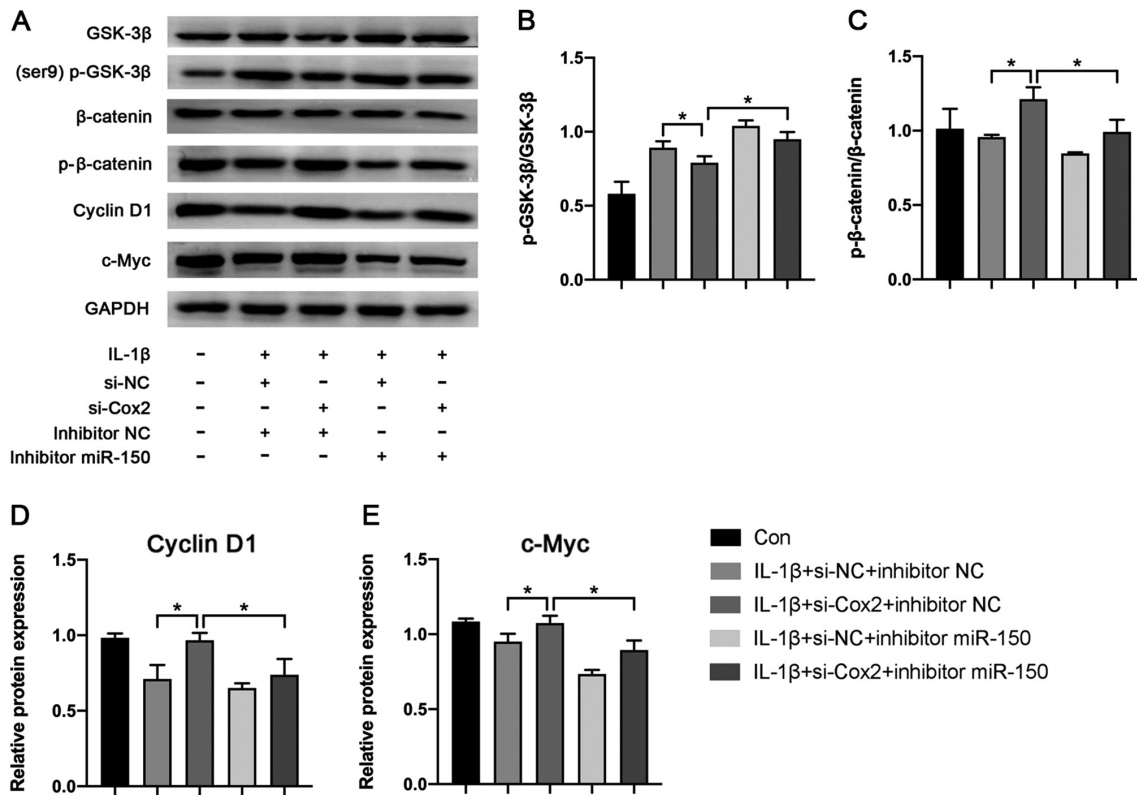 A
GSK-3β
(ser9) p-GSK-3β
β-catenin
p-β-catenin
Cyclin D1
c-Myc
GAPDH
IL-1β - + + + +
si-NC - + - + -
si-Cox2 - - + - +
Inhibitor NC - + + - -
Inhibitor miR-150 - - - + +
B
p-GSK-3β/GSK-3β
1.5
1.0
0.5
0.0
*
*
C
p-β-catenin/β-catenin
1.5
1.0
0.5
0.0
*
*
D
Cyclin D1
Relative protein expression
1.5
1.0
0.5
0.0
*
*
E
c-Myc
Relative protein expression
1.5
1.0
0.5
0.0
*
*
Con
IL-1β+si-NC+inhibitor NC
IL-1β+si-Cox2+inhibitor NC
IL-1β+si-NC+inhibitor miR-150
IL-1β+si-Cox2+inhibitor miR-150